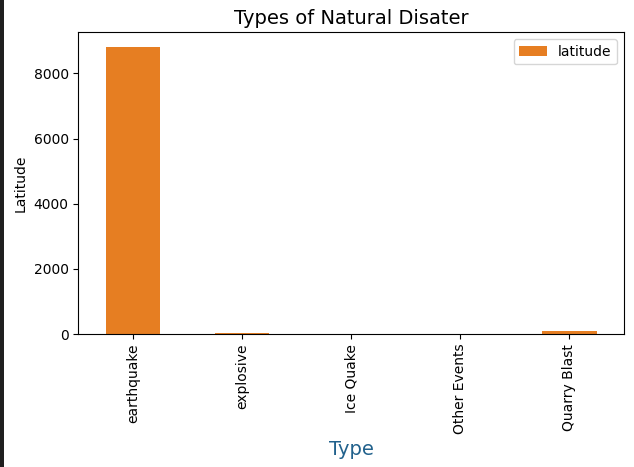 Types of Natural Disater
latitude
Latitude
8000
6000
4000
2000
0
earthquake
explosive
Ice Quake
Other Events
Quarry Blast
Type